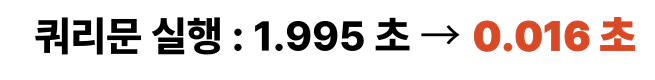 쿼리문 실행 : 1.995 초 → 0.016 초